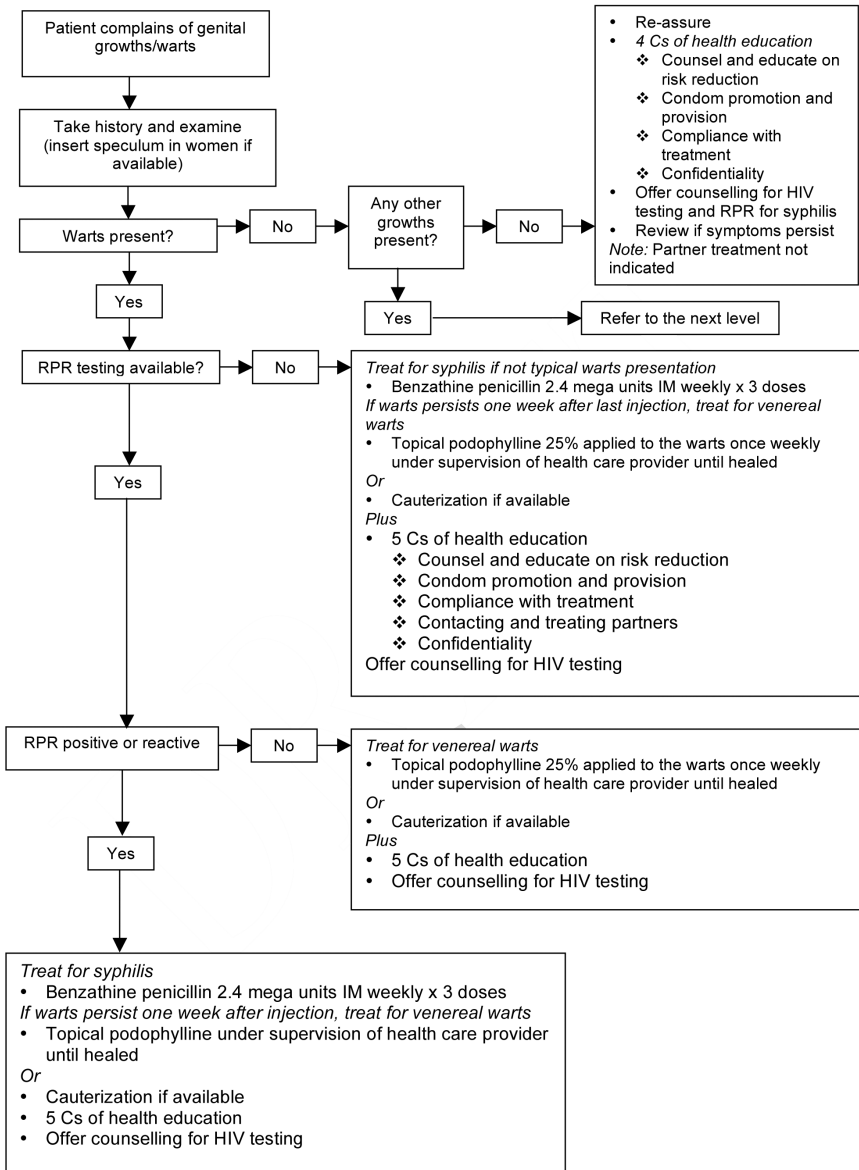 Patient complains of genital
growths/warts
Take history and examine
(insert speculum in women if
available)
Warts present?
No
Any other
growths
present?
No
• Re-assure
• 4 Cs of health education
❖ Counsel and educate on
risk reduction
❖ Condom promotion and
provision
❖ Compliance with
treatment
❖ Confidentiality
• Offer counselling for HIV
testing and RPR for syphilis
• Review if symptoms persist
Note: Partner treatment not
indicated
Yes
Yes
Refer to the next level
RPR testing available?
No
Treat for syphilis if not typical warts presentation
• Benzathine penicillin 2.4 mega units IM weekly x 3 doses
If warts persists one week after last injection, treat for venereal
warts
• Topical podophylline 25% applied to the warts once weekly
under supervision of health care provider until healed
Or
• Cauterization if available
Plus
• 5 Cs of health education
❖ Counsel and educate on risk reduction
❖ Condom promotion and provision
❖ Compliance with treatment
❖ Contacting and treating partners
❖ Confidentiality
Offer counselling for HIV testing
Yes
RPR positive or reactive
No
Treat for venereal warts
• Topical podophylline 25% applied to the warts once weekly
under supervision of health care provider until healed
Or
• Cauterization if available
Plus
• 5 Cs of health education
• Offer counselling for HIV testing
Yes
Treat for syphilis
• Benzathine penicillin 2.4 mega units IM weekly x 3 doses
If warts persist one week after injection, treat for venereal warts
• Topical podophylline under supervision of health care provider
until healed
Or
• Cauterization if available
• 5 Cs of health education
• Offer counselling for HIV testing